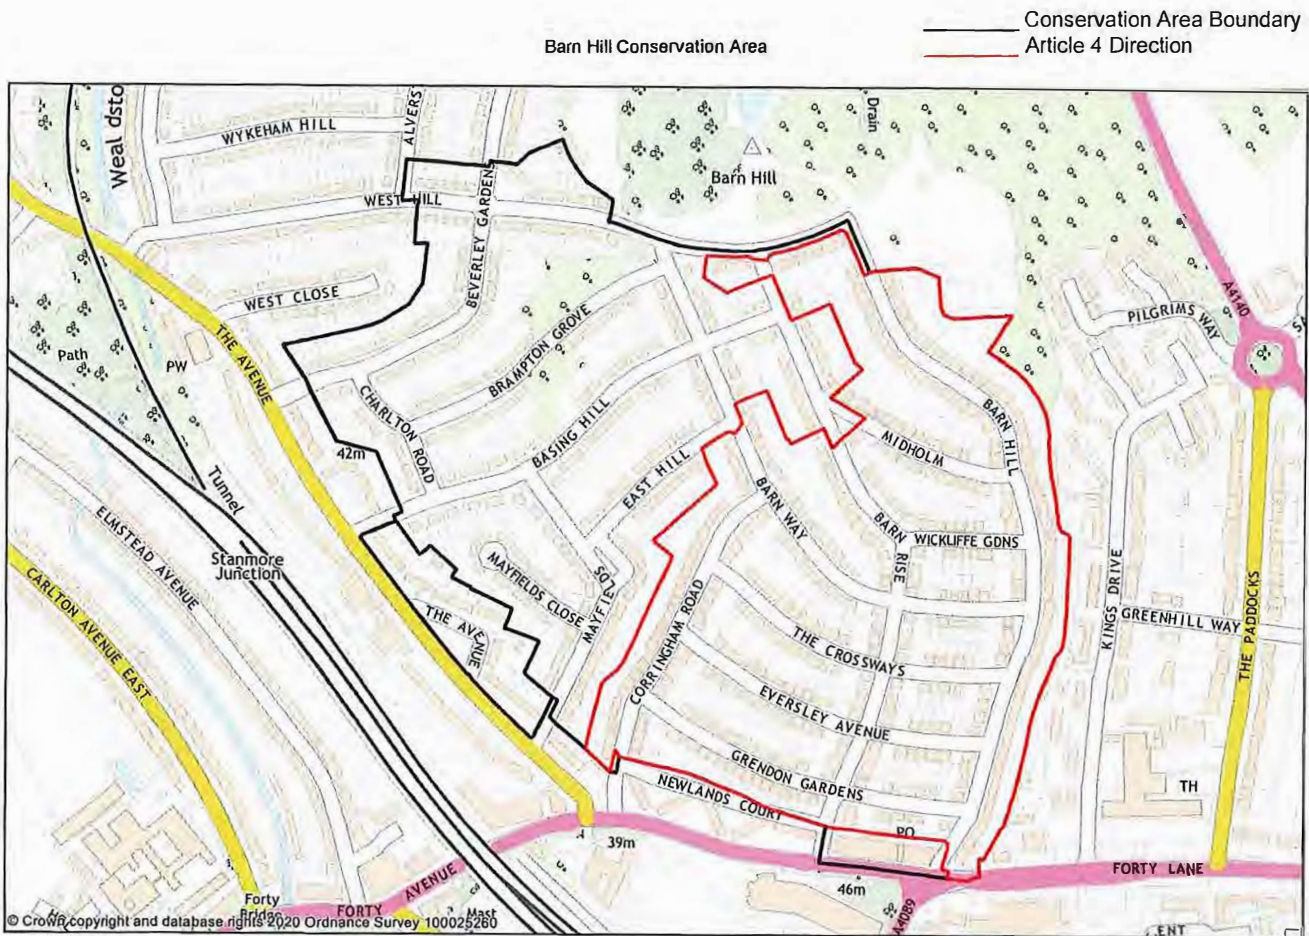 Conservation Area Boundary
Article 4 Direction
Barn Hill Conservation Area
Weal dsto
WYKEHAM HILL
ALVERS
Drain
Barn Hill
WEST HILL
BEVERLEY GARDENS
A4140
PILGRIMS WAY
WEST CLOSE
THE AVENUE
Path
PW
BRAMPTON GROVE
CHARLTON ROAD
BASING HILL
42m
EAST HILL
BARN HILL
MIDHOLM
Tunnel
Stanmore
Junction
ELMSTEAD AVENUE
CARLTON AVENUE EAST
BARN WAY
BARN RISE
WICKLIFFE GDNS
MAYFIELDS CLOSE
MAYFIELDS
THE AVENUE
CORRINGHAM ROAD
THE CROSSWAYS
KINGS DRIVE
GREENHILL WAY
THE PADDOCKS
EVERSLEY AVENUE
GRENDON GARDENS
NEWLANDS COURT
PO
TH
39m
46m
FORTY LANE
A4089
FORTY AVENUE
Forty
Bridge
Mast
© Crown copyright and database rights 2020 Ordnance Survey 100025260